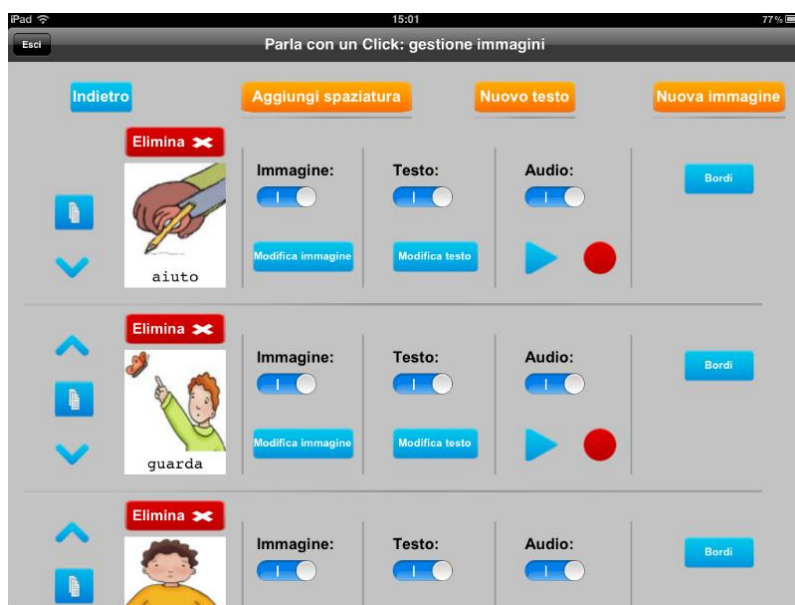 iPad 15:01 77%
Esci Parla con un Click: gestione immagini
Indietro Aggiungi spaziatura Nuovo testo Nuova immagine
Elimina
Immagine: Testo: Audio: Bordi
Modifica immagine Modifica testo
aiuto
Elimina
Immagine: Testo: Audio: Bordi
Modifica immagine Modifica testo
guarda
Elimina
Immagine: Testo: Audio: Bordi